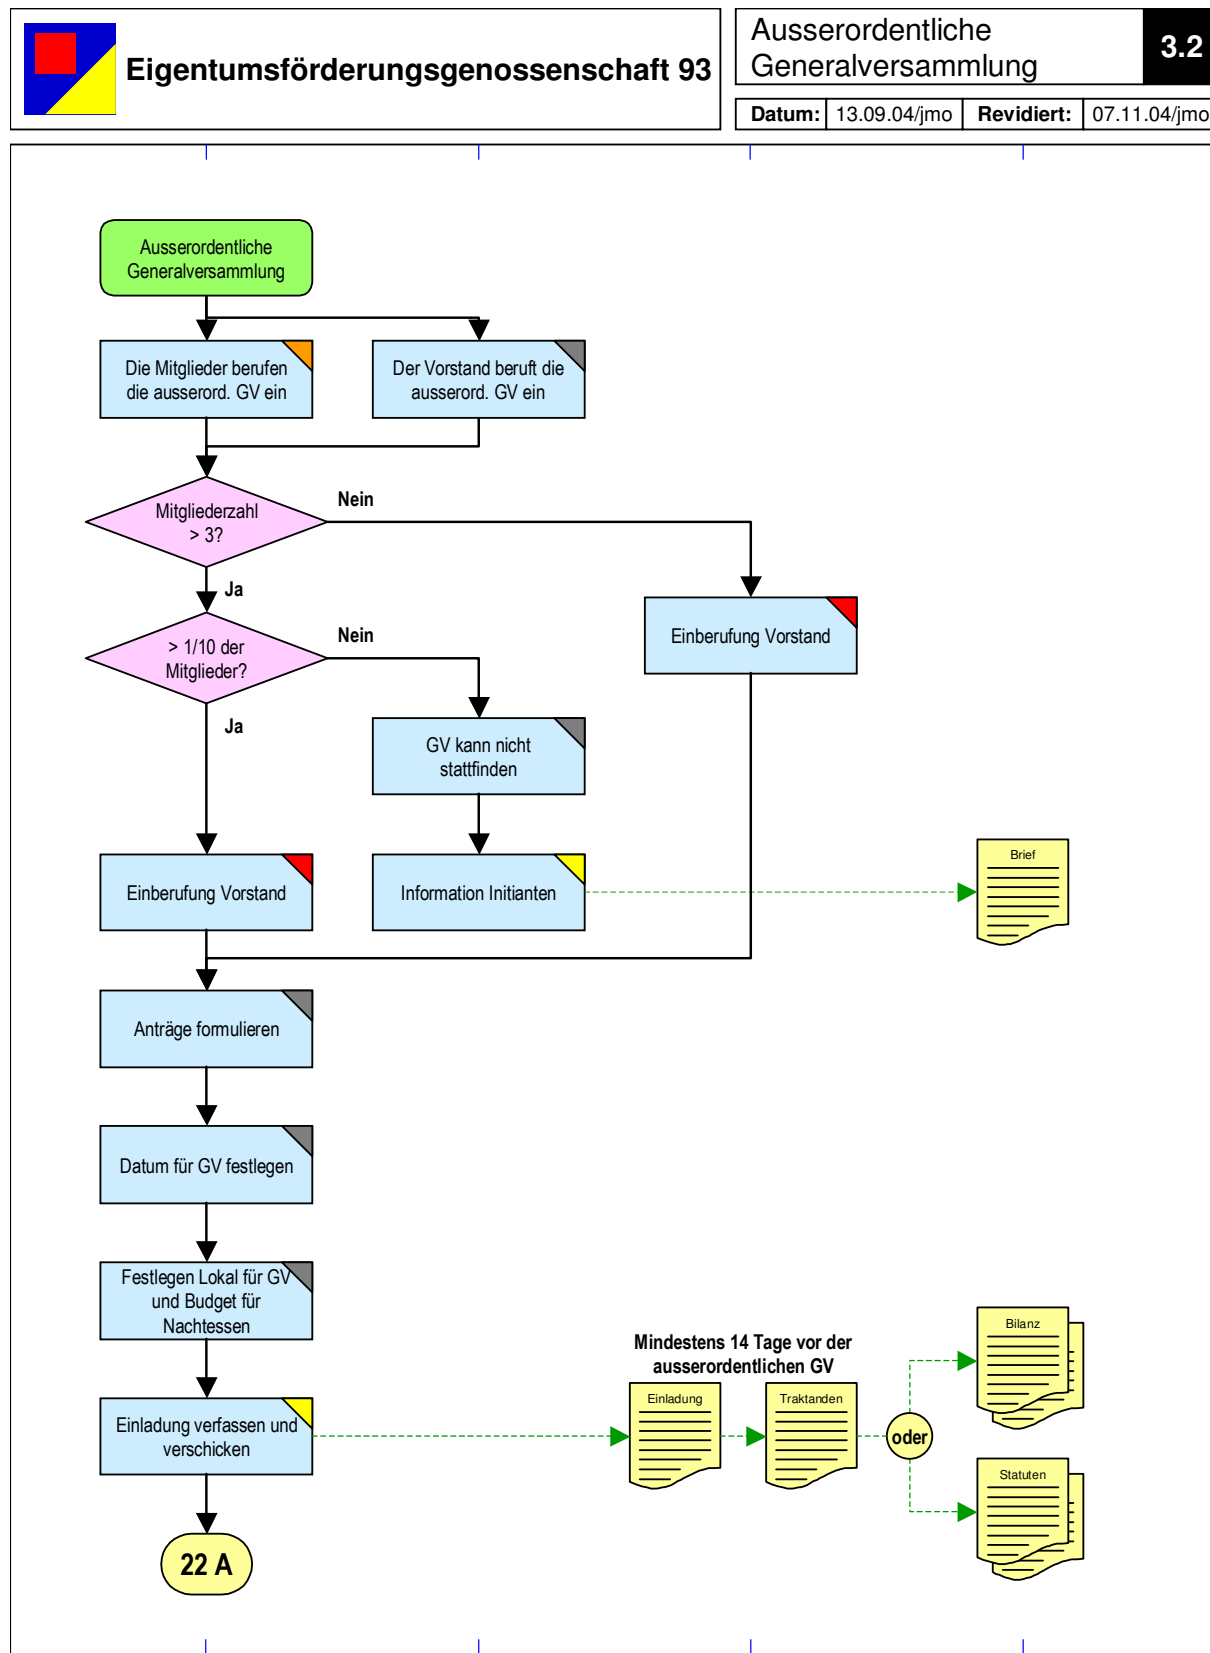 Eigentumsförderungsgenossenschaft 93
Ausserordentliche
Generalversammlung
3.2
Datum: 13.09.04/jmo Revidiert: 07.11.04/jmo
Ausserordentliche
Generalversammlung
Die Mitglieder berufen
die ausserord. GV ein
Der Vorstand beruft die
ausserord. GV ein
Mitgliederzahl
> 3?
Nein
Ja
> 1/10 der
Mitglieder?
Nein
Ja
Einberufung Vorstand
GV kann nicht
stattfinden
Einberufung Vorstand
Information Initianten
Brief
Anträge formulieren
Datum für GV festlegen
Festlegen Lokal für GV
und Budget für
Nachtessen
Mindestens 14 Tage vor der
ausserordentlichen GV
Einladung verfassen und
verschicken
Einladung
Traktanden
oder
Bilanz
Statuten
22 A